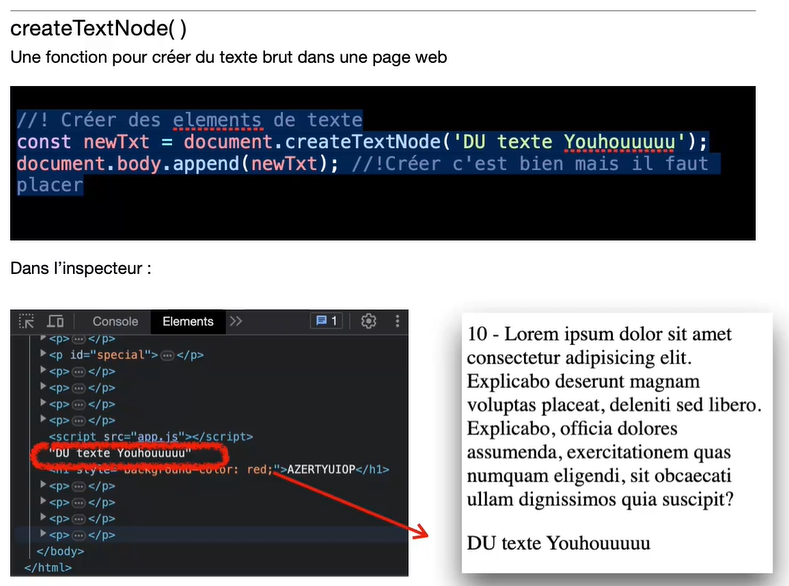 createTextNode( )
Une fonction pour créer du texte brut dans une page web
//! Créer des elements de texte
const newTxt = document.createTextNode('DU texte Youhouuuuu');
document.body.append(newTxt); //!Créer c'est bien mais il faut
placer
Dans l'inspecteur :
Console Elements >> 1
<p>…</p>
<p id="special">…</p>
<p>…</p>
<p>…</p>
<p>…</p>
<p>…</p>
<script src="app.js"></script>
"DU texte Youhouuuuu"
<h1 style="background-color: red;">AZERTYUIOP</h1>
<p>…</p>
<p>…</p>
<p>…</p>
<p>…</p>
</body>
</html>
10 - Lorem ipsum dolor sit amet
consectetur adipisicing elit.
Explicabo deserunt magnam
voluptas placeat, deleniti sed libero.
Explicabo, officia dolores
assumenda, exercitationem quas
numquam eligendi, sit obcaecati
ullam dignissimos quia suscipit?
DU texte Youhouuuuu